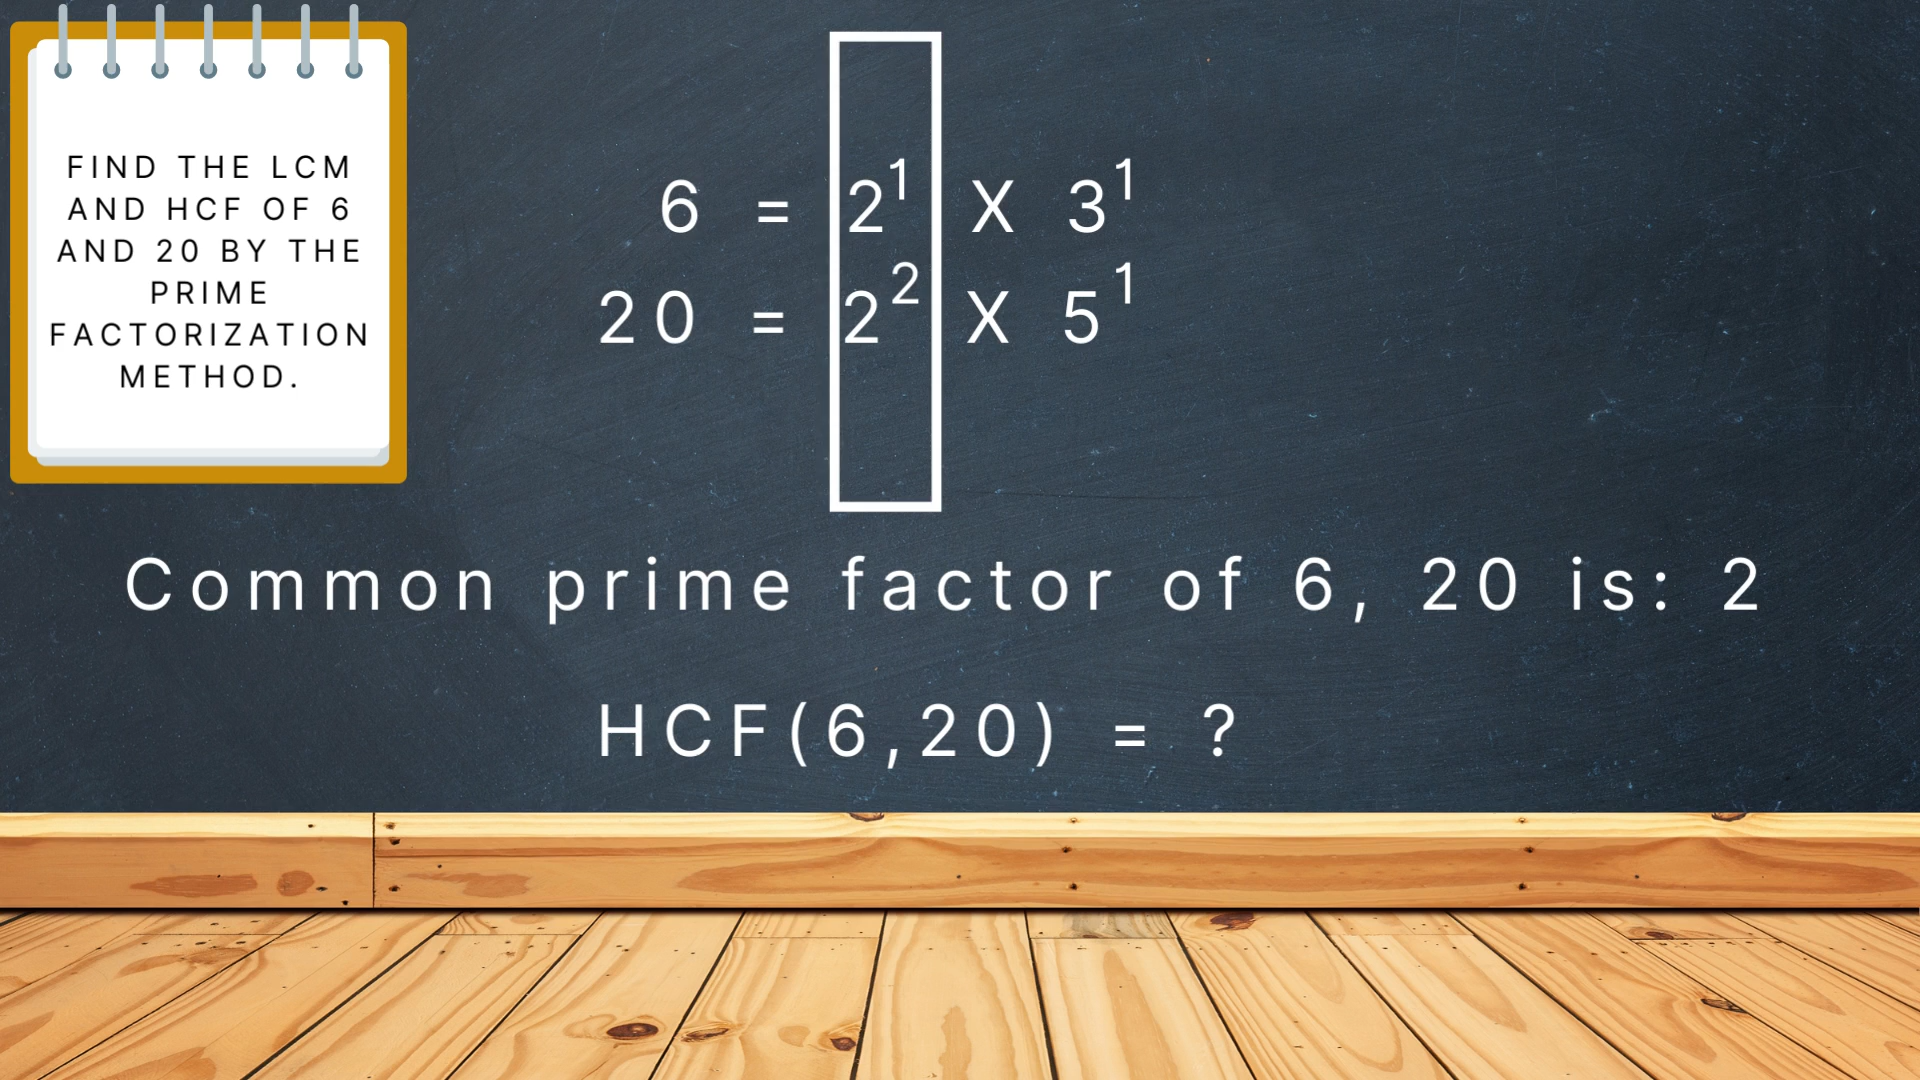 FIND THE LCM
AND HCF OF 6
AND 20 BY THE
PRIME
FACTORIZATION
METHOD.
6 = 2¹ X 3¹
20 = 2² X 5¹
Common prime factor of 6, 20 is: 2
HCF(6,20) = ?